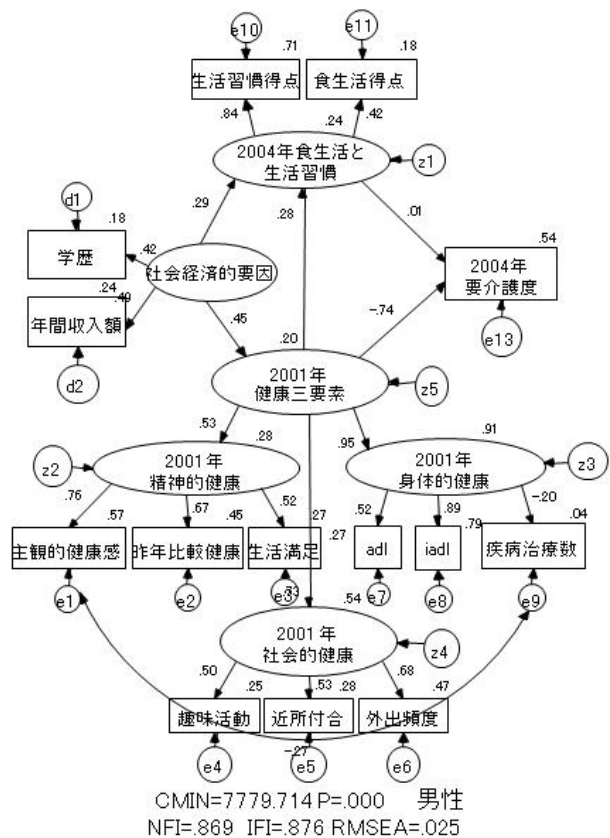 e10
e11
.71
.18
生活習慣得点
食生活得点
.84
.24
.42
2004年食生活と
生活習慣
z1
d1
.18
.29
.28
.01
学歴
.42
.54
社会経済的要因
2004年
要介護度
.24
.49
年間収入額
.45
-.74
d2
.20
e13
2001年
健康三要素
z5
.53
.28
.95
.91
z2
2001年
精神的健康
2001年
身体的健康
z3
.76
.57
.67
.45
.52
.27
.27
.52
.89
.79
-.20
.04
主観的健康感
昨年比較健康
生活満足
adl
iadl
疾病治療数
e1
e2
e3
.73
e7
e8
e9
.54
2001年
社会的健康
z4
.50
.25
.53
.28
.68
.47
趣味活動
近所付合
外出頻度
e4
-.27
e5
e6
CMIN=7779.714 P=.000 男性
NFI=.869 IFI=.876 RMSEA=.025